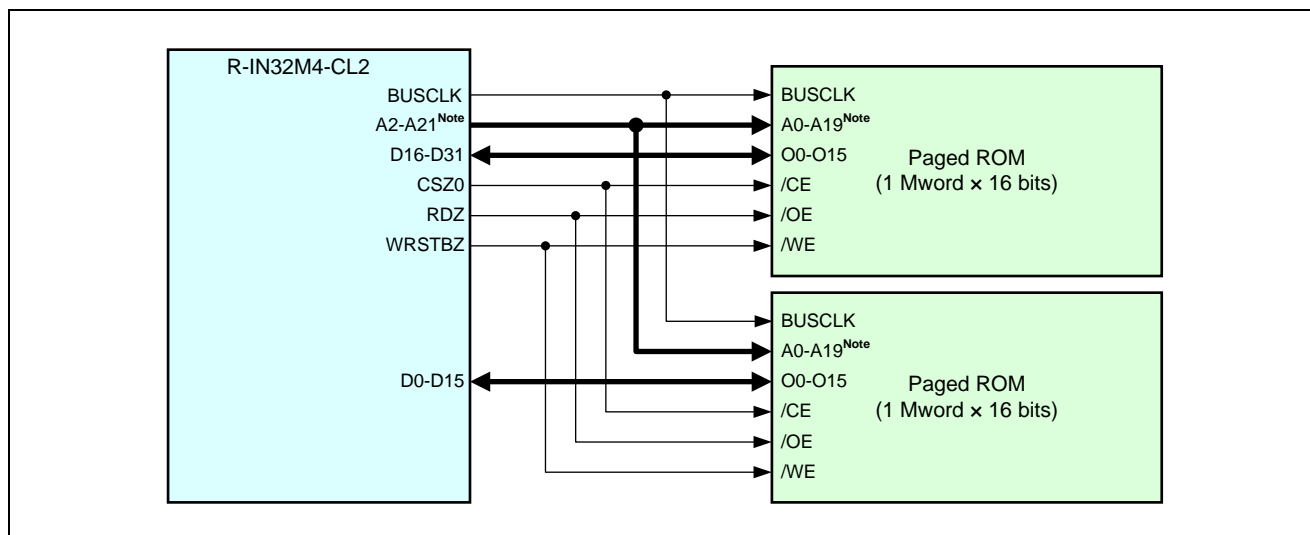 R-IN32M4-CL2
BUSCLK
A2-A21Note
D16-D31
CSZ0
RDZ
WRSTBZ
D0-D15
BUSCLK
A0-A19Note
O0-O15
/CE
/OE
/WE
Paged ROM
(1 Mword × 16 bits)
BUSCLK
A0-A19Note
O0-O15
/CE
/OE
/WE
Paged ROM
(1 Mword × 16 bits)